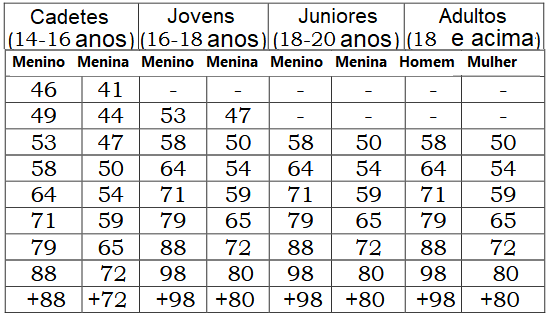 Cadetes Jovens Juniores Adultos
(14-16 anos) (16-18 anos) (18-20 anos) (18 e acima)
Menino Menina Menino Menina Menino Menina Homem Mulher
46 41 - - - - - -
49 44 53 47 - - - -
53 47 58 50 58 50 58 50
58 50 64 54 64 54 64 54
64 54 71 59 71 59 71 59
71 59 79 65 79 65 79 65
79 65 88 72 88 72 88 72
88 72 98 80 98 80 98 80
+88 +72 +98 +80 +98 +80 +98 +80